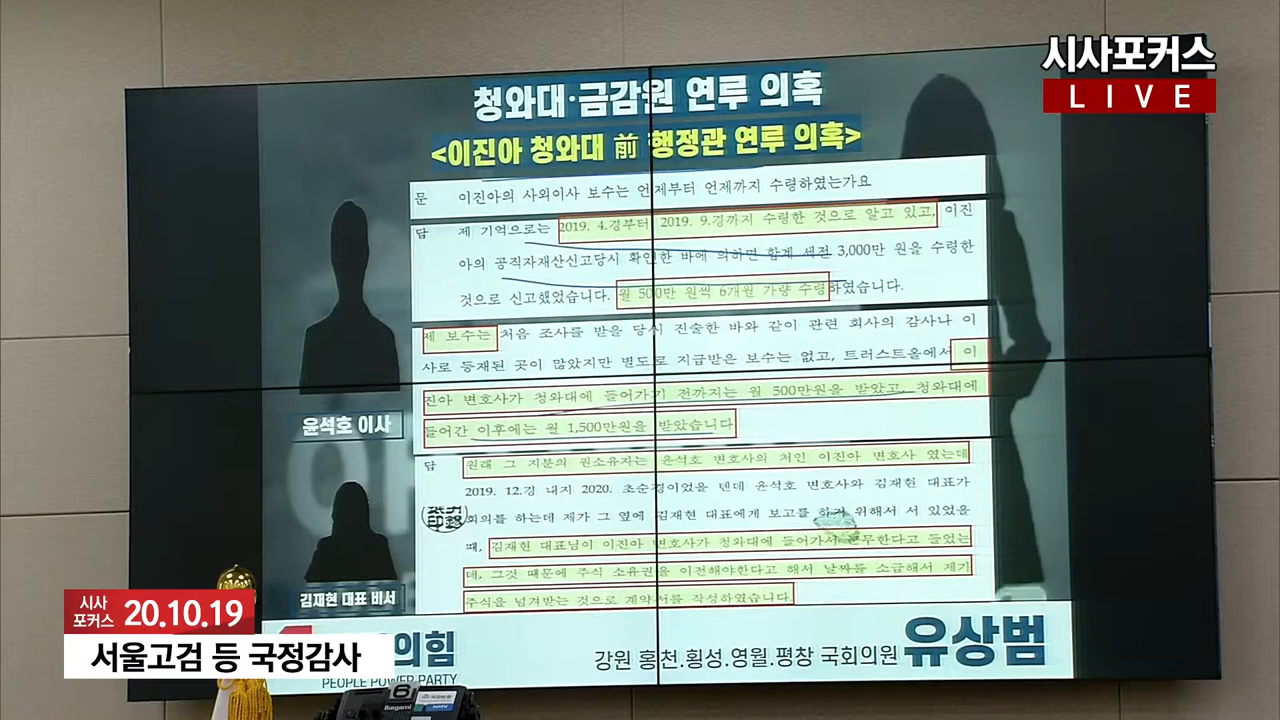 시사포커스
LIVE
청와대·금감원 연루 의혹
<이진아 청와대 前 행정관 연루 의혹>
문 이진아의 사외이사 보수는 언제부터 언제까지 수령하였는가요
답 제 기억으로는 2019. 4.경부터 2019. 9.경까지 수령한 것으로 알고 있고, 이진
아의 공직자재산신고당시 확인한 바에 의하면 합계 세전 3,000만 원을 수령한
것으로 신고했었습니다. 월 500만 원씩 6개월 가량 수령하였습니다.
제 보수는 처음 조사를 받을 당시 진술한 바와 같이 관련 회사의 감사나 이
사로 등재된 곳이 많았지만 별도로 지급받은 보수는 없고, 트러스트올에서 이
진아 변호사가 청와대에 들어가기 전까지는 월 500만원을 받았고, 청와대에
들어간 이후에는 월 1,500만원을 받았습니다
윤석호 이사
답 원래 그 지분의 원소유자는 윤석호 변호사의 처인 이진아 변호사 였는데
2019. 12.경 내지 2020. 초순경이었을 텐데 윤석호 변호사와 김재현 대표가
회의를 하는데 제가 그 옆에 김재현 대표에게 보고를 하기 위해서 서 있었을
때, 김재현 대표님이 이진아 변호사가 청와대에 들어가서 근무한다고 들었는
데, 그것 때문에 주식 소유권을 이전해야한다고 해서 날짜를 소급해서 제가
주식을 넘겨받는 것으로 계약서를 작성하였습니다.
김재현 대표 비서
시사
포커스 20.10.19
서울고검 등 국정감사
의힘
PEOPLE POWER PARTY
강원 홍천.횡성.영월.평창 국회의원 유상범
6
Ikegami
NATV